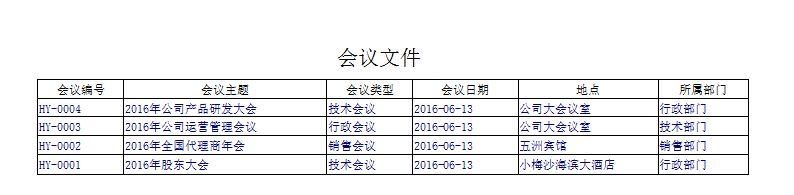 会议文件
会议编号 会议主题 会议类型 会议日期 地点 所属部门
HY-0004 2016年公司产品研发大会 技术会议 2016-06-13 公司大会议室 行政部门
HY-0003 2016年公司运营管理会议 行政会议 2016-06-13 公司大会议室 技术部门
HY-0002 2016年全国代理商年会 销售会议 2016-06-13 五洲宾馆 销售部门
HY-0001 2016年股东大会 技术会议 2016-06-13 小梅沙海滨大酒店 行政部门